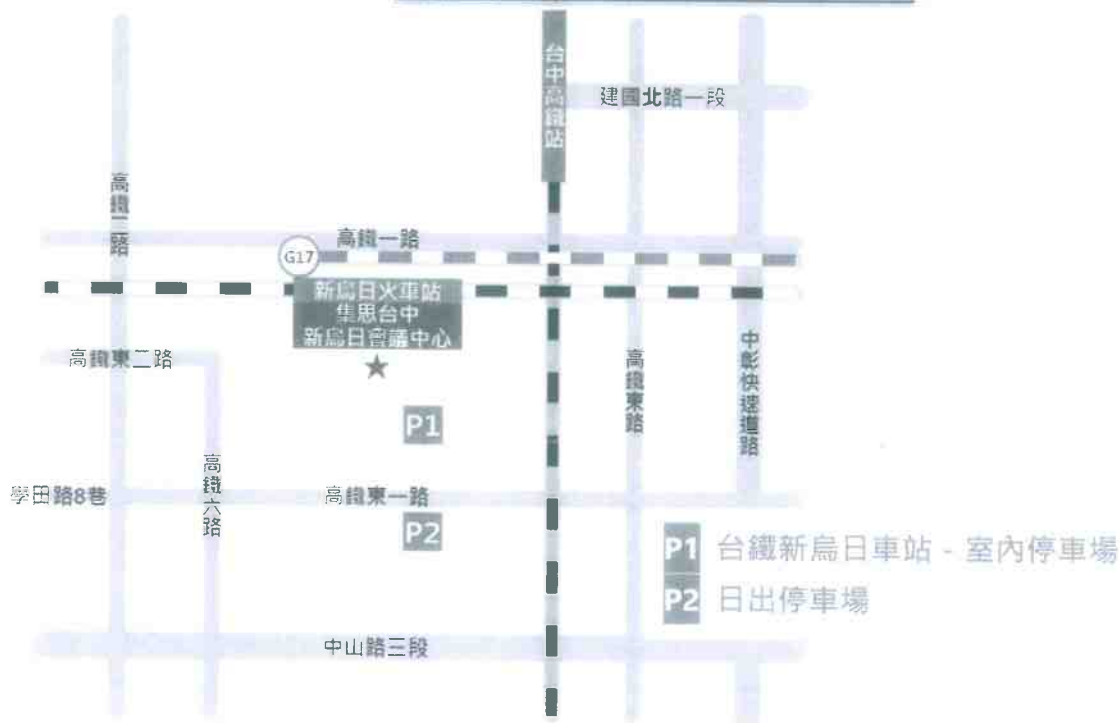 台中高鐵站
建國北路一段
高鐵二路
高鐵一路
G17
新烏日火車站
集思台中
新烏日會議中心
高鐵東二路
高鐵東路
中彰快速道路
P1
高鐵六路
學田路8巷
高鐵東一路
P2
P1 台鐵新烏日車站 - 室內停車場
P2 日出停車場
中山路三段